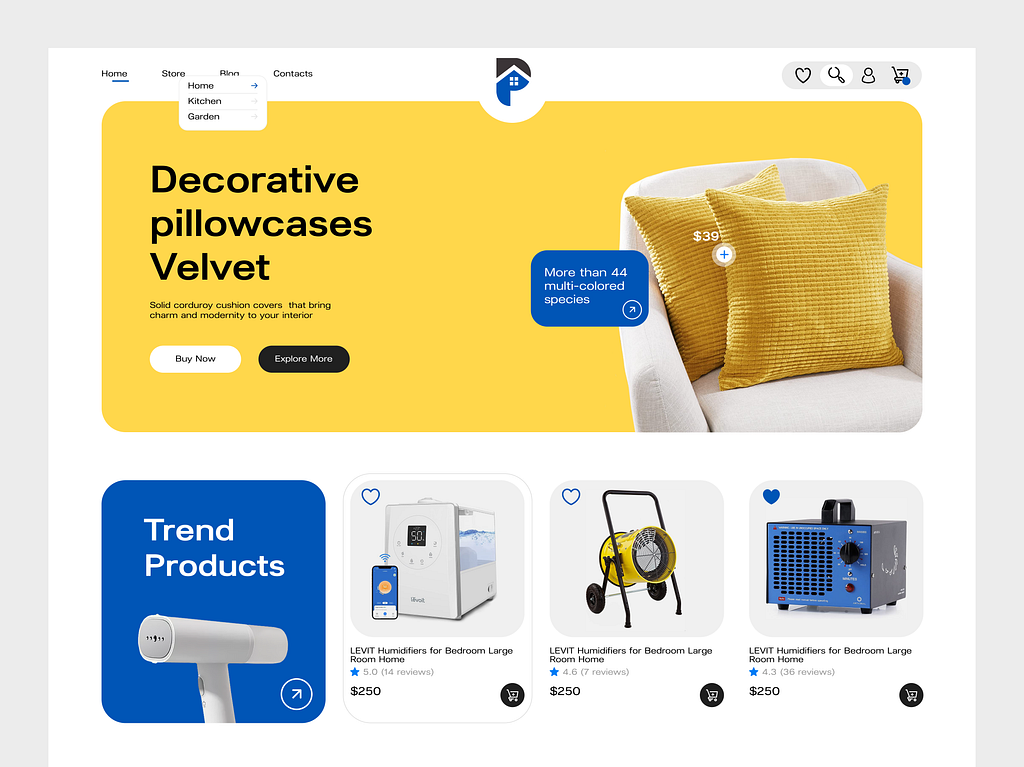 Home
Store
Blog
Contacts
Home
Kitchen
Garden
Decorative
pillowcases
Velvet
Solid corduroy cushion covers that bring
charm and modernity to your interior
Buy Now
Explore More
$39
More than 44
multi-colored
species
Trend
Products
LEVIT Humidifiers for Bedroom Large
Room Home
5.0 (14 reviews)
$250
LEVIT Humidifiers for Bedroom Large
Room Home
4.6 (7 reviews)
$250
LEVIT Humidifiers for Bedroom Large
Room Home
4.3 (36 reviews)
$250